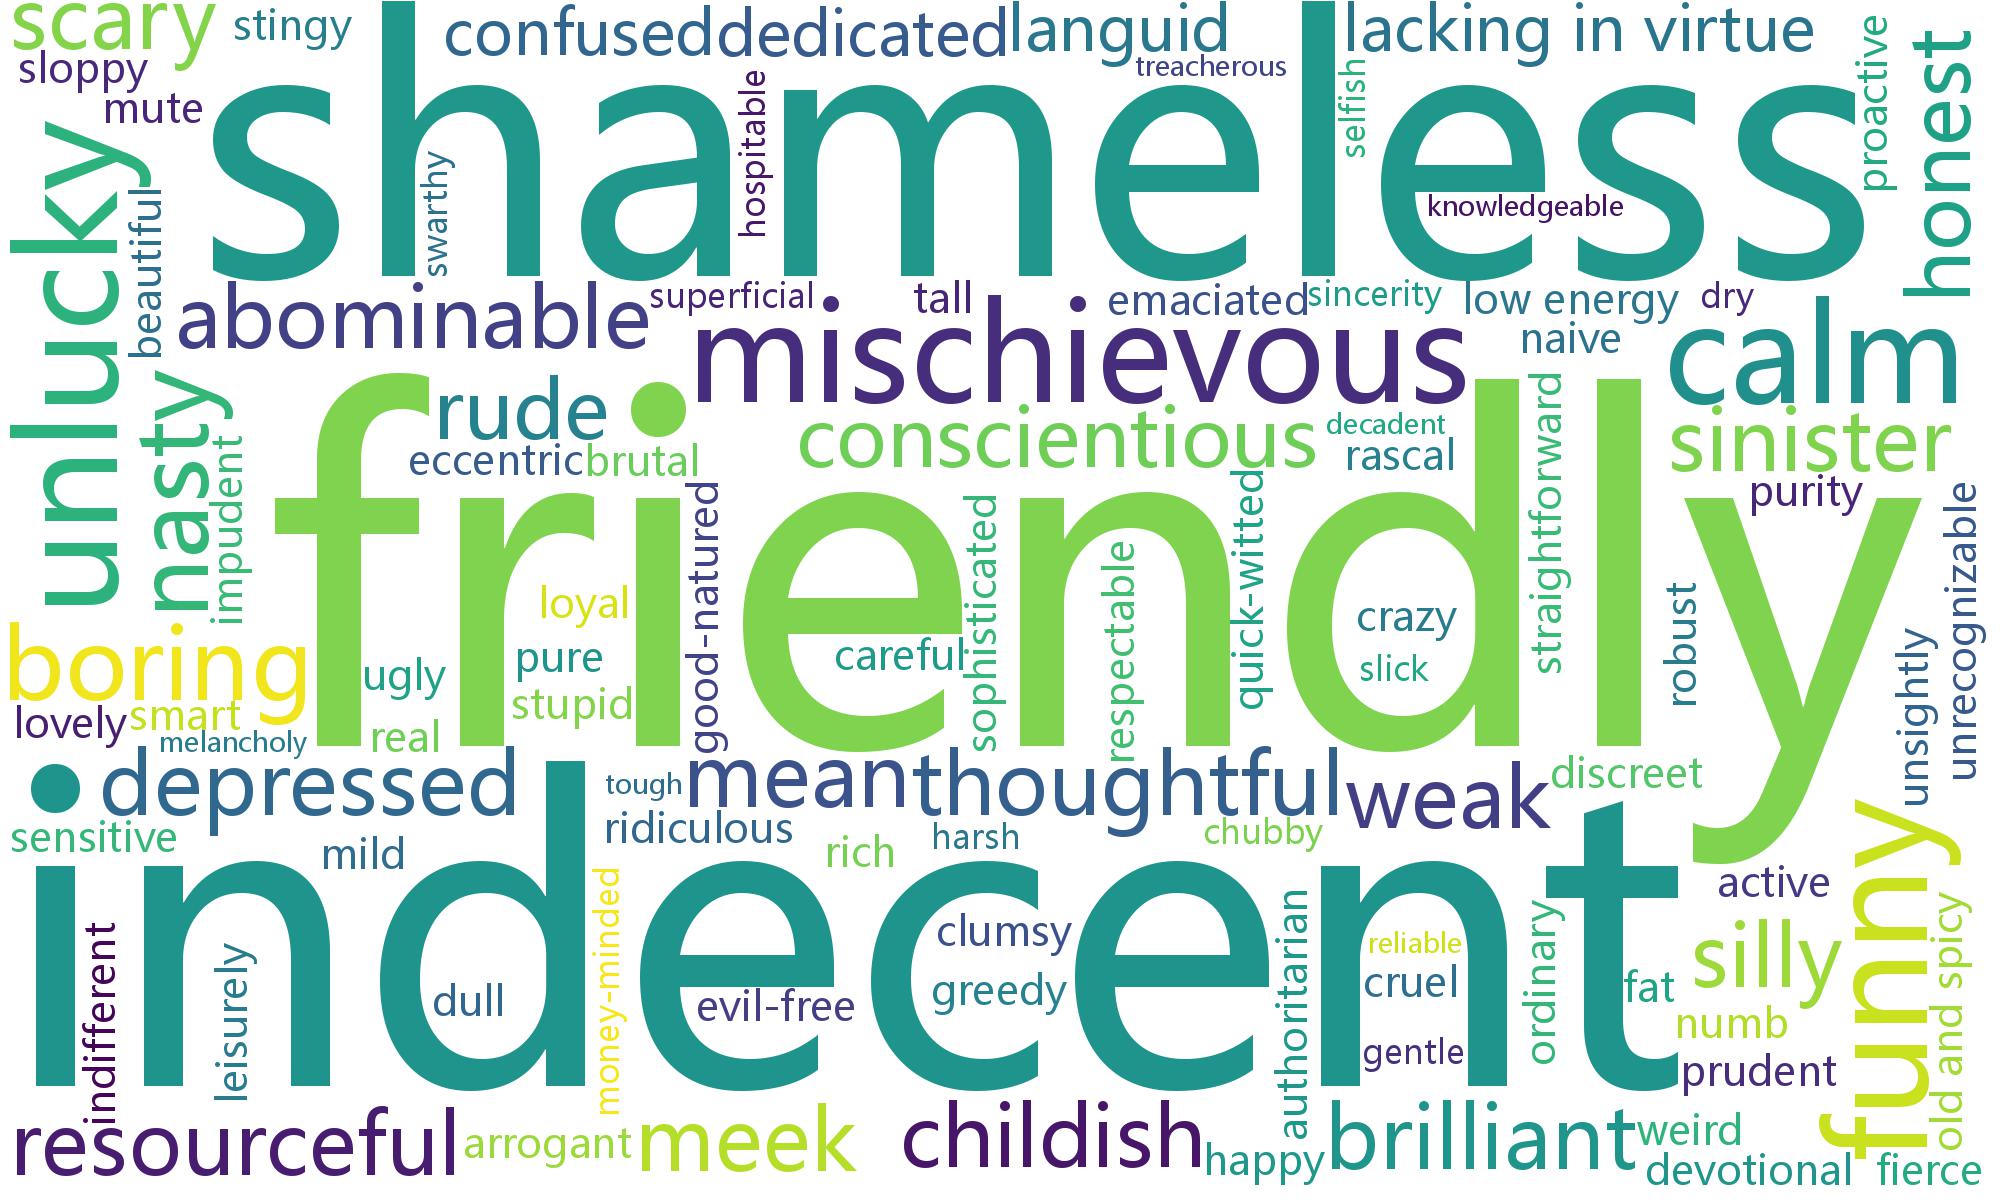 scary
stingy
confused
dedicated
languid
lacking in virtue
proactive
honest
sloppy
treacherous
selfish
mute
hospitable
shameless
unlucky
beautiful
swarthy
knowledgeable
abominable
superficial
tall
emaciated
sincerity
low energy
dry
naive
mischievous
calm
nasty
impudent
rude
eccentric
brutal
conscientious
decadent
rascal
straightforward
sinister
purity
unrecognizable
friendly
good-natured
sophisticated
respectable
quick-witted
loyal
crazy
robust
boring
ugly
pure
careful
slick
unsightly
lovely
smart
stupid
real
melancholy
depressed
tough
mean
thoughtful
weak
discreet
sensitive
mild
ridiculous
rich
harsh
chubby
active
funny
indecent
money-minded
clumsy
authoritarian
reliable
ordinary
silly
old and spicy
indifferent
leisurely
dull
evil-free
greedy
cruel
fat
numb
gentle
prudent
resourceful
arrogant
meek
childish
happy
brilliant
weird
devotional
fierce